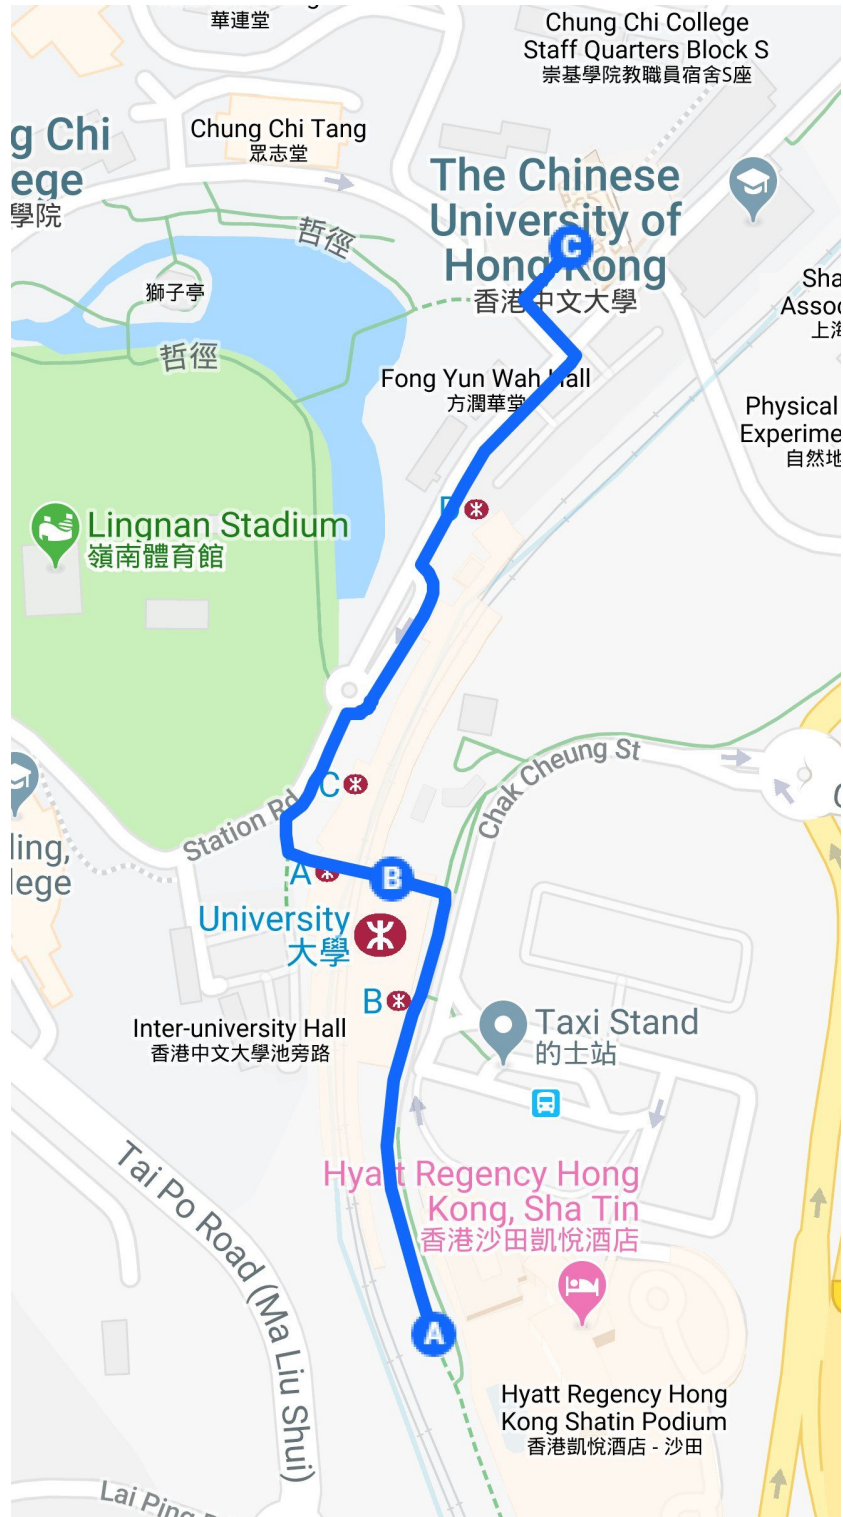 華連堂
Chung Chi College
Staff Quarters Block S
崇基學院教職員宿舍S座
Chung Chi Tang
眾志堂
g Chi
ege
學院
The Chinese
University of
Hong Kong
香港中文大學
C
哲徑
獅子亭
哲徑
Sha
Assoc
上海
Fong Yun Wah Hall
方潤華堂
Physical
Experime
自然地
D
Lingnan Stadium
嶺南體育館
Chak Cheung St
C
Station Rd
ling,
lege
A
B
University
大學
B
Inter-university Hall
香港中文大學池旁路
Taxi Stand
的士站
Tai Po Road (Ma Liu Shui)
Hyatt Regency Hong
Kong, Sha Tin
香港沙田凱悅酒店
A
Hyatt Regency Hong
Kong Shatin Podium
香港凱悅酒店 - 沙田
Lai Ping